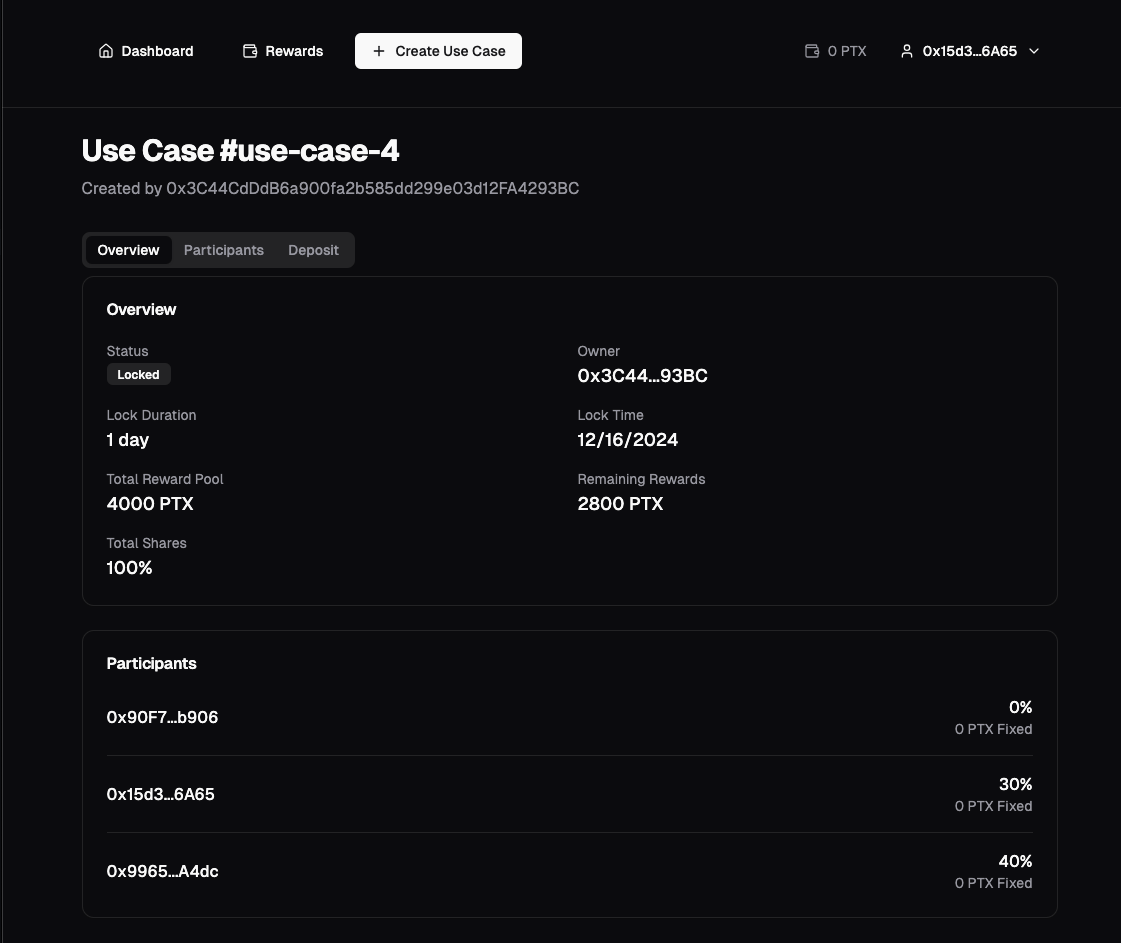 Dashboard
Rewards
+ Create Use Case
0 PTX
0x15d3...6A65
Use Case #use-case-4
Created by 0x3C44CdDdB6a900fa2b585dd299e03d12FA4293BC
Overview
Participants
Deposit
Overview
Status
Locked
Owner
0x3C44...93BC
Lock Duration
1 day
Lock Time
12/16/2024
Total Reward Pool
4000 PTX
Remaining Rewards
2800 PTX
Total Shares
100%
Participants
0x90F7...b906
0%
0 PTX Fixed
0x15d3...6A65
30%
0 PTX Fixed
0x9965...A4dc
40%
0 PTX Fixed